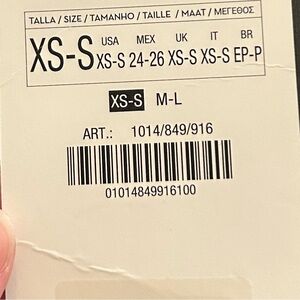 TALLA / SIZE / TAMANHO / TAILLE / MAAT / ΜΕΓΕΘΟΣ
XS-S
USA MEX UK IT BR
XS-S 24-26 XS-S XS-S EP-P
XS-S M-L
ART.: 1014/849/916
01014849916100